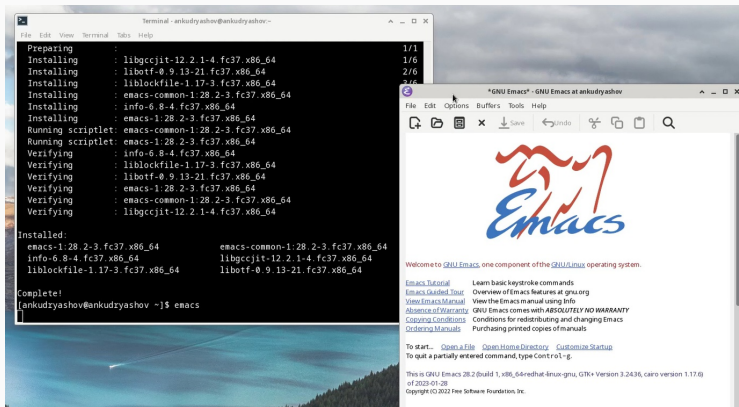 Terminal - ankudryashov@ankudryashov:~
File Edit View Terminal Tabs Help
Preparing : 1/1
Installing : libgccjit-12.2.1-4.fc37.x86_64 1/6
Installing : libotf-0.9.13-21.fc37.x86_64 2/6
Installing : liblockfile-1.17-3.fc37.x86_64 3/6
Installing : emacs-common-1:28.2-3.fc37.x86_64
Installing : info-6.8-4.fc37.x86_64
Installing : emacs-1:28.2-3.fc37.x86_64
Running scriptlet: emacs-common-1:28.2-3.fc37.x86_64
Running scriptlet: emacs-1:28.2-3.fc37.x86_64
Verifying : info-6.8-4.fc37.x86_64
Verifying : liblockfile-1.17-3.fc37.x86_64
Verifying : libotf-0.9.13-21.fc37.x86_64
Verifying : emacs-1:28.2-3.fc37.x86_64
Verifying : emacs-common-1:28.2-3.fc37.x86_64
Verifying : libgccjit-12.2.1-4.fc37.x86_64
Installed:
emacs-1:28.2-3.fc37.x86_64 emacs-common-1:28.2-3.fc37.x86_64
info-6.8-4.fc37.x86_64 libgccjit-12.2.1-4.fc37.x86_64
liblockfile-1.17-3.fc37.x86_64 libotf-0.9.13-21.fc37.x86_64
Complete!
[ankudryashov@ankudryashov ~]$ emacs
*GNU Emacs* - GNU Emacs at ankudryashov
File Edit Options Buffers Tools Help
Save Undo
Emacs
Welcome to GNU Emacs, one component of the GNU/Linux operating system.
Emacs Tutorial Learn basic keystroke commands
Emacs Guided Tour Overview of Emacs features at gnu.org
View Emacs Manual View the Emacs manual using Info
Absence of Warranty GNU Emacs comes with ABSOLUTELY NO WARRANTY
Copying Conditions Conditions for redistributing and changing Emacs
Ordering Manuals Purchasing printed copies of manuals
To start... Open a File Open Home Directory Customize Startup
To quit a partially entered command, type Control-g.
This is GNU Emacs 28.2 (build 1, x86_64-redhat-linux-gnu, GTK+ Version 3.24.36, cairo version 1.17.6)
of 2023-01-28
Copyright (C) 2022 Free Software Foundation, Inc.